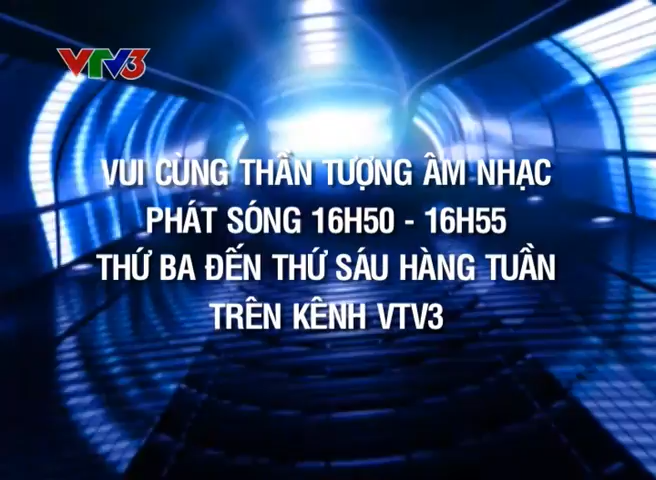 VTV3
VUI CÙNG THẦN TƯỢNG ÂM NHẠC
PHÁT SÓNG 16H50 - 16H55
THỨ BA ĐẾN THỨ SÁU HÀNG TUẦN
TRÊN KÊNH VTV3